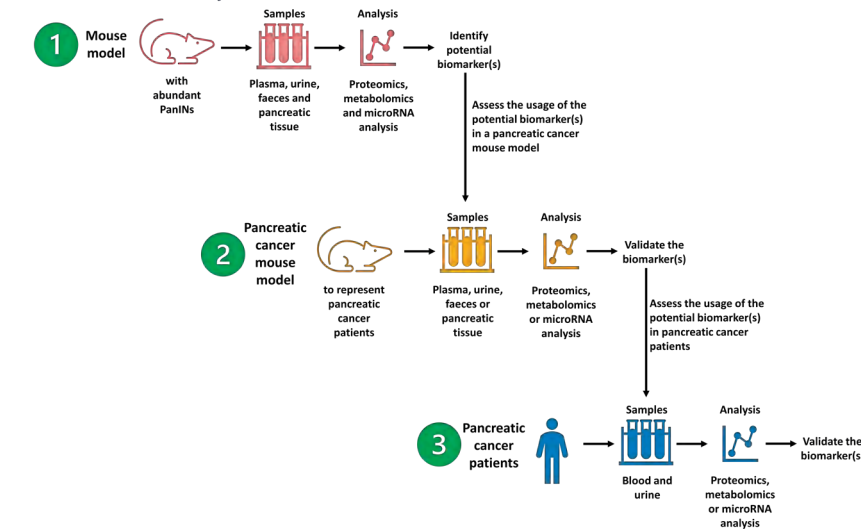 1
Mouse
model
with
abundant
PanINs
Samples
Plasma, urine,
faeces and
pancreatic
tissue
Analysis
Proteomics,
metabolomics
and microRNA
analysis
Identify
potential
biomarker(s)
Assess the usage of the
potential biomarker(s)
in a pancreatic cancer
mouse model
2
Pancreatic
cancer
mouse
model
to represent
pancreatic
cancer
patients
Samples
Plasma, urine,
faeces or
pancreatic
tissue
Analysis
Proteomics,
metabolomics
or microRNA
analysis
Validate the
biomarker(s)
Assess the usage of the
potential biomarker(s)
in pancreatic cancer
patients
3
Pancreatic
cancer
patients
Samples
Blood and
urine
Analysis
Proteomics,
metabolomics
or microRNA
analysis
Validate the
biomarker(s